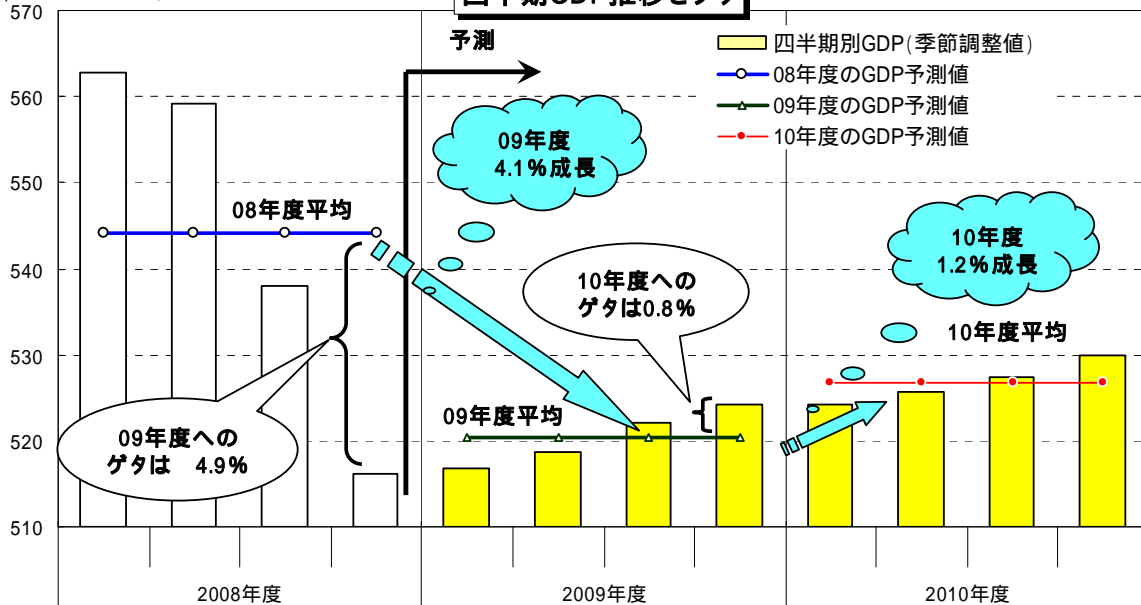 570
560
550
540
530
520
510
予測
四半期別GDP(季節調整値)
08年度のGDP予測値
09年度のGDP予測値
10年度のGDP予測値
09年度
4.1%成長
08年度平均
10年度
1.2%成長
10年度への
ゲタは0.8%
10年度平均
09年度平均
09年度への
ゲタは 4.9%
2008年度
2009年度
2010年度